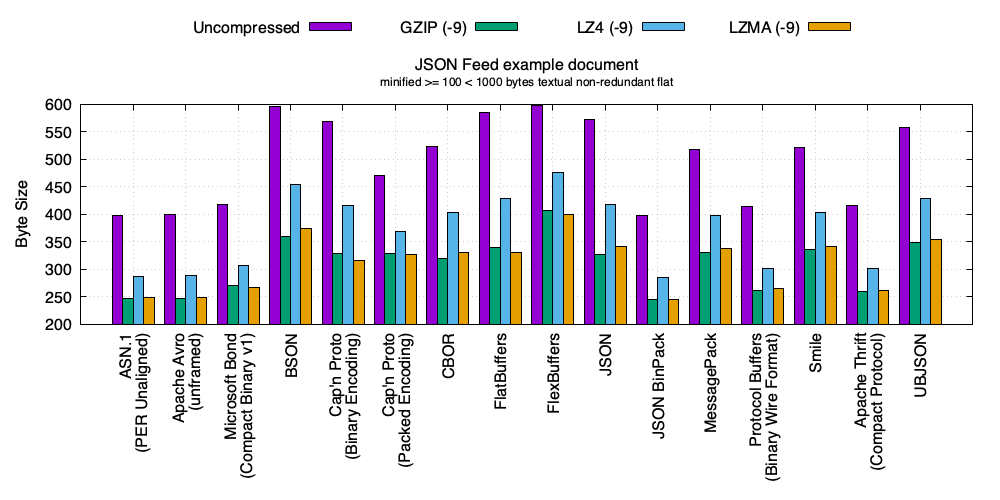 Uncompressed GZIP (-9) LZ4 (-9) LZMA (-9)
JSON Feed example document
minified >= 100 < 1000 bytes textual non-redundant flat
Byte Size
600
550
500
450
400
350
300
250
200
ASN.1
(PER Unaligned)
Apache Avro
(unframed)
Microsoft Bond
(Compact Binary v1)
BSON
Cap'n Proto
(Binary Encoding)
Cap'n Proto
(Packed Encoding)
CBOR
FlatBuffers
FlexBuffers
JSON
JSON BinPack
MessagePack
Protocol Buffers
(Binary Wire Format)
Smile
Apache Thrift
(Compact Protocol)
UBJSON